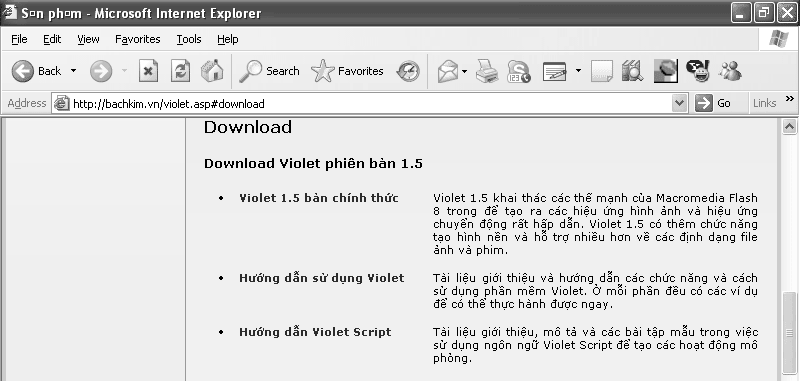 Sản phẩm - Microsoft Internet Explorer
File Edit View Favorites Tools Help
Back Search Favorites
Address http://bachkim.vn/violet.asp#download Go Links »
Download
Download Violet phiên bản 1.5
• Violet 1.5 bản chính thức
Violet 1.5 khai thác các thế mạnh của Macromedia Flash
8 trong để tạo ra các hiệu ứng hình ảnh và hiệu ứng
chuyển động rất hấp dẫn. Violet 1.5 có thêm chức năng
tạo hình nền và hỗ trợ nhiều hơn về các định dạng file
ảnh và phim.
• Hướng dẫn sử dụng Violet
Tài liệu giới thiệu và hướng dẫn các chức năng và cách
sử dụng phần mềm Violet. Ở mỗi phần đều có các ví dụ
để có thể thực hành được ngay.
• Hướng dẫn Violet Script
Tài liệu giới thiệu, mô tả và các bài tập mẫu trong việc
sử dụng ngôn ngữ Violet Script để tạo các hoạt động mô
phỏng.